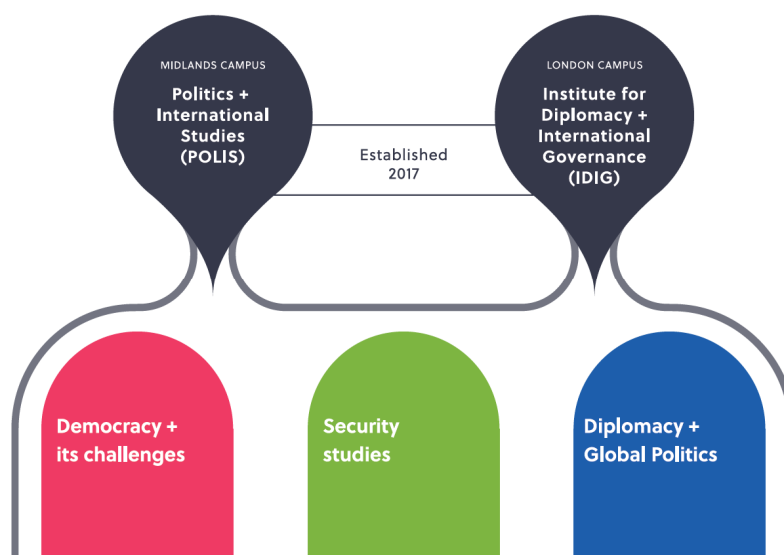 MIDLANDS CAMPUS
Politics +
International
Studies
(POLIS)
Established
2017
LONDON CAMPUS
Institute for
Diplomacy +
International
Governance
(IDIG)
Democracy +
its challenges
Security
studies
Diplomacy +
Global Politics